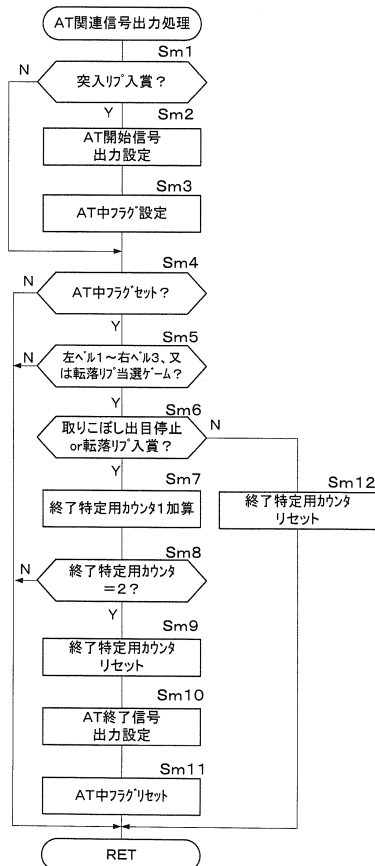 AT関連信号出力処理
Sm1
N
突入ﾘﾌﾟ入賞？
Y
Sm2
AT開始信号
出力設定
Sm3
AT中ﾌﾗｸﾞ設定
Sm4
N
AT中ﾌﾗｸﾞｾｯﾄ？
Y
Sm5
N
左ﾍﾞﾙ1～右ﾍﾞﾙ3、又
は転落ﾘﾌﾟ当選ｹﾞｰﾑ？
Y
Sm6
取りこぼし出目停止
or転落ﾘﾌﾟ入賞？
N
Y
Sm7
終了特定用ｶｳﾝﾀ1加算
Sm12
終了特定用ｶｳﾝﾀ
ﾘｾｯﾄ
Sm8
N
終了特定用ｶｳﾝﾀ
＝2？
Y
Sm9
終了特定用ｶｳﾝﾀ
ﾘｾｯﾄ
Sm10
AT終了信号
出力設定
Sm11
AT中ﾌﾗｸﾞﾘｾｯﾄ
RET